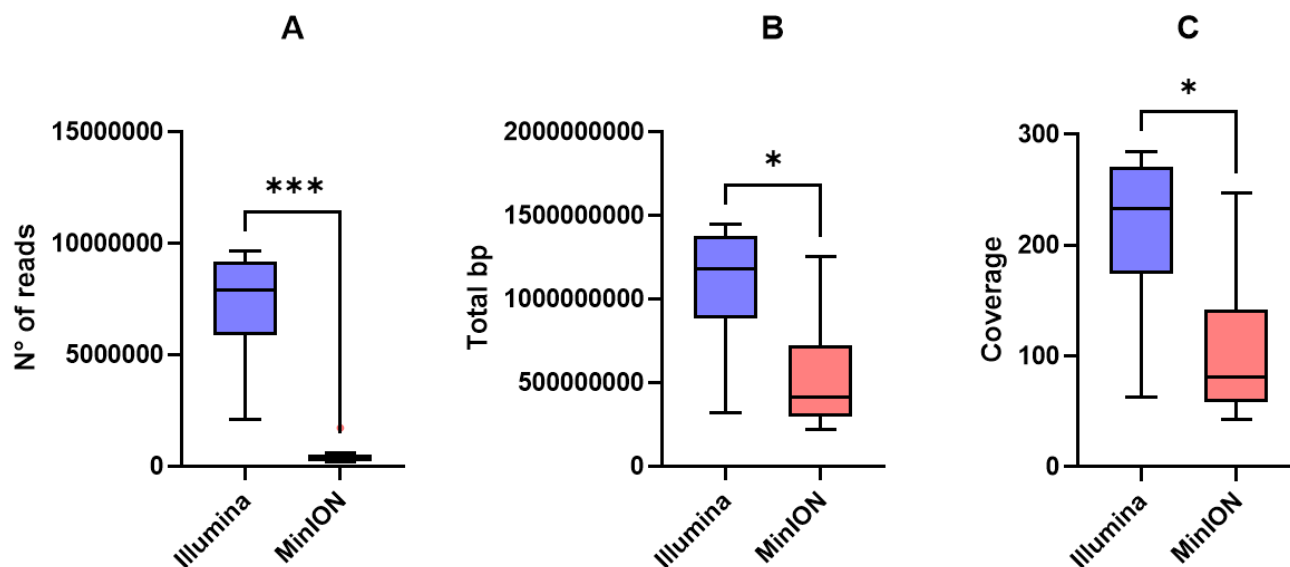 A
N° of reads
15000000
10000000
5000000
0
***
Illumina
MinION
B
Total bp
2000000000
1500000000
1000000000
500000000
0
*
Illumina
MinION
C
Coverage
300
200
100
0
*
Illumina
MinION